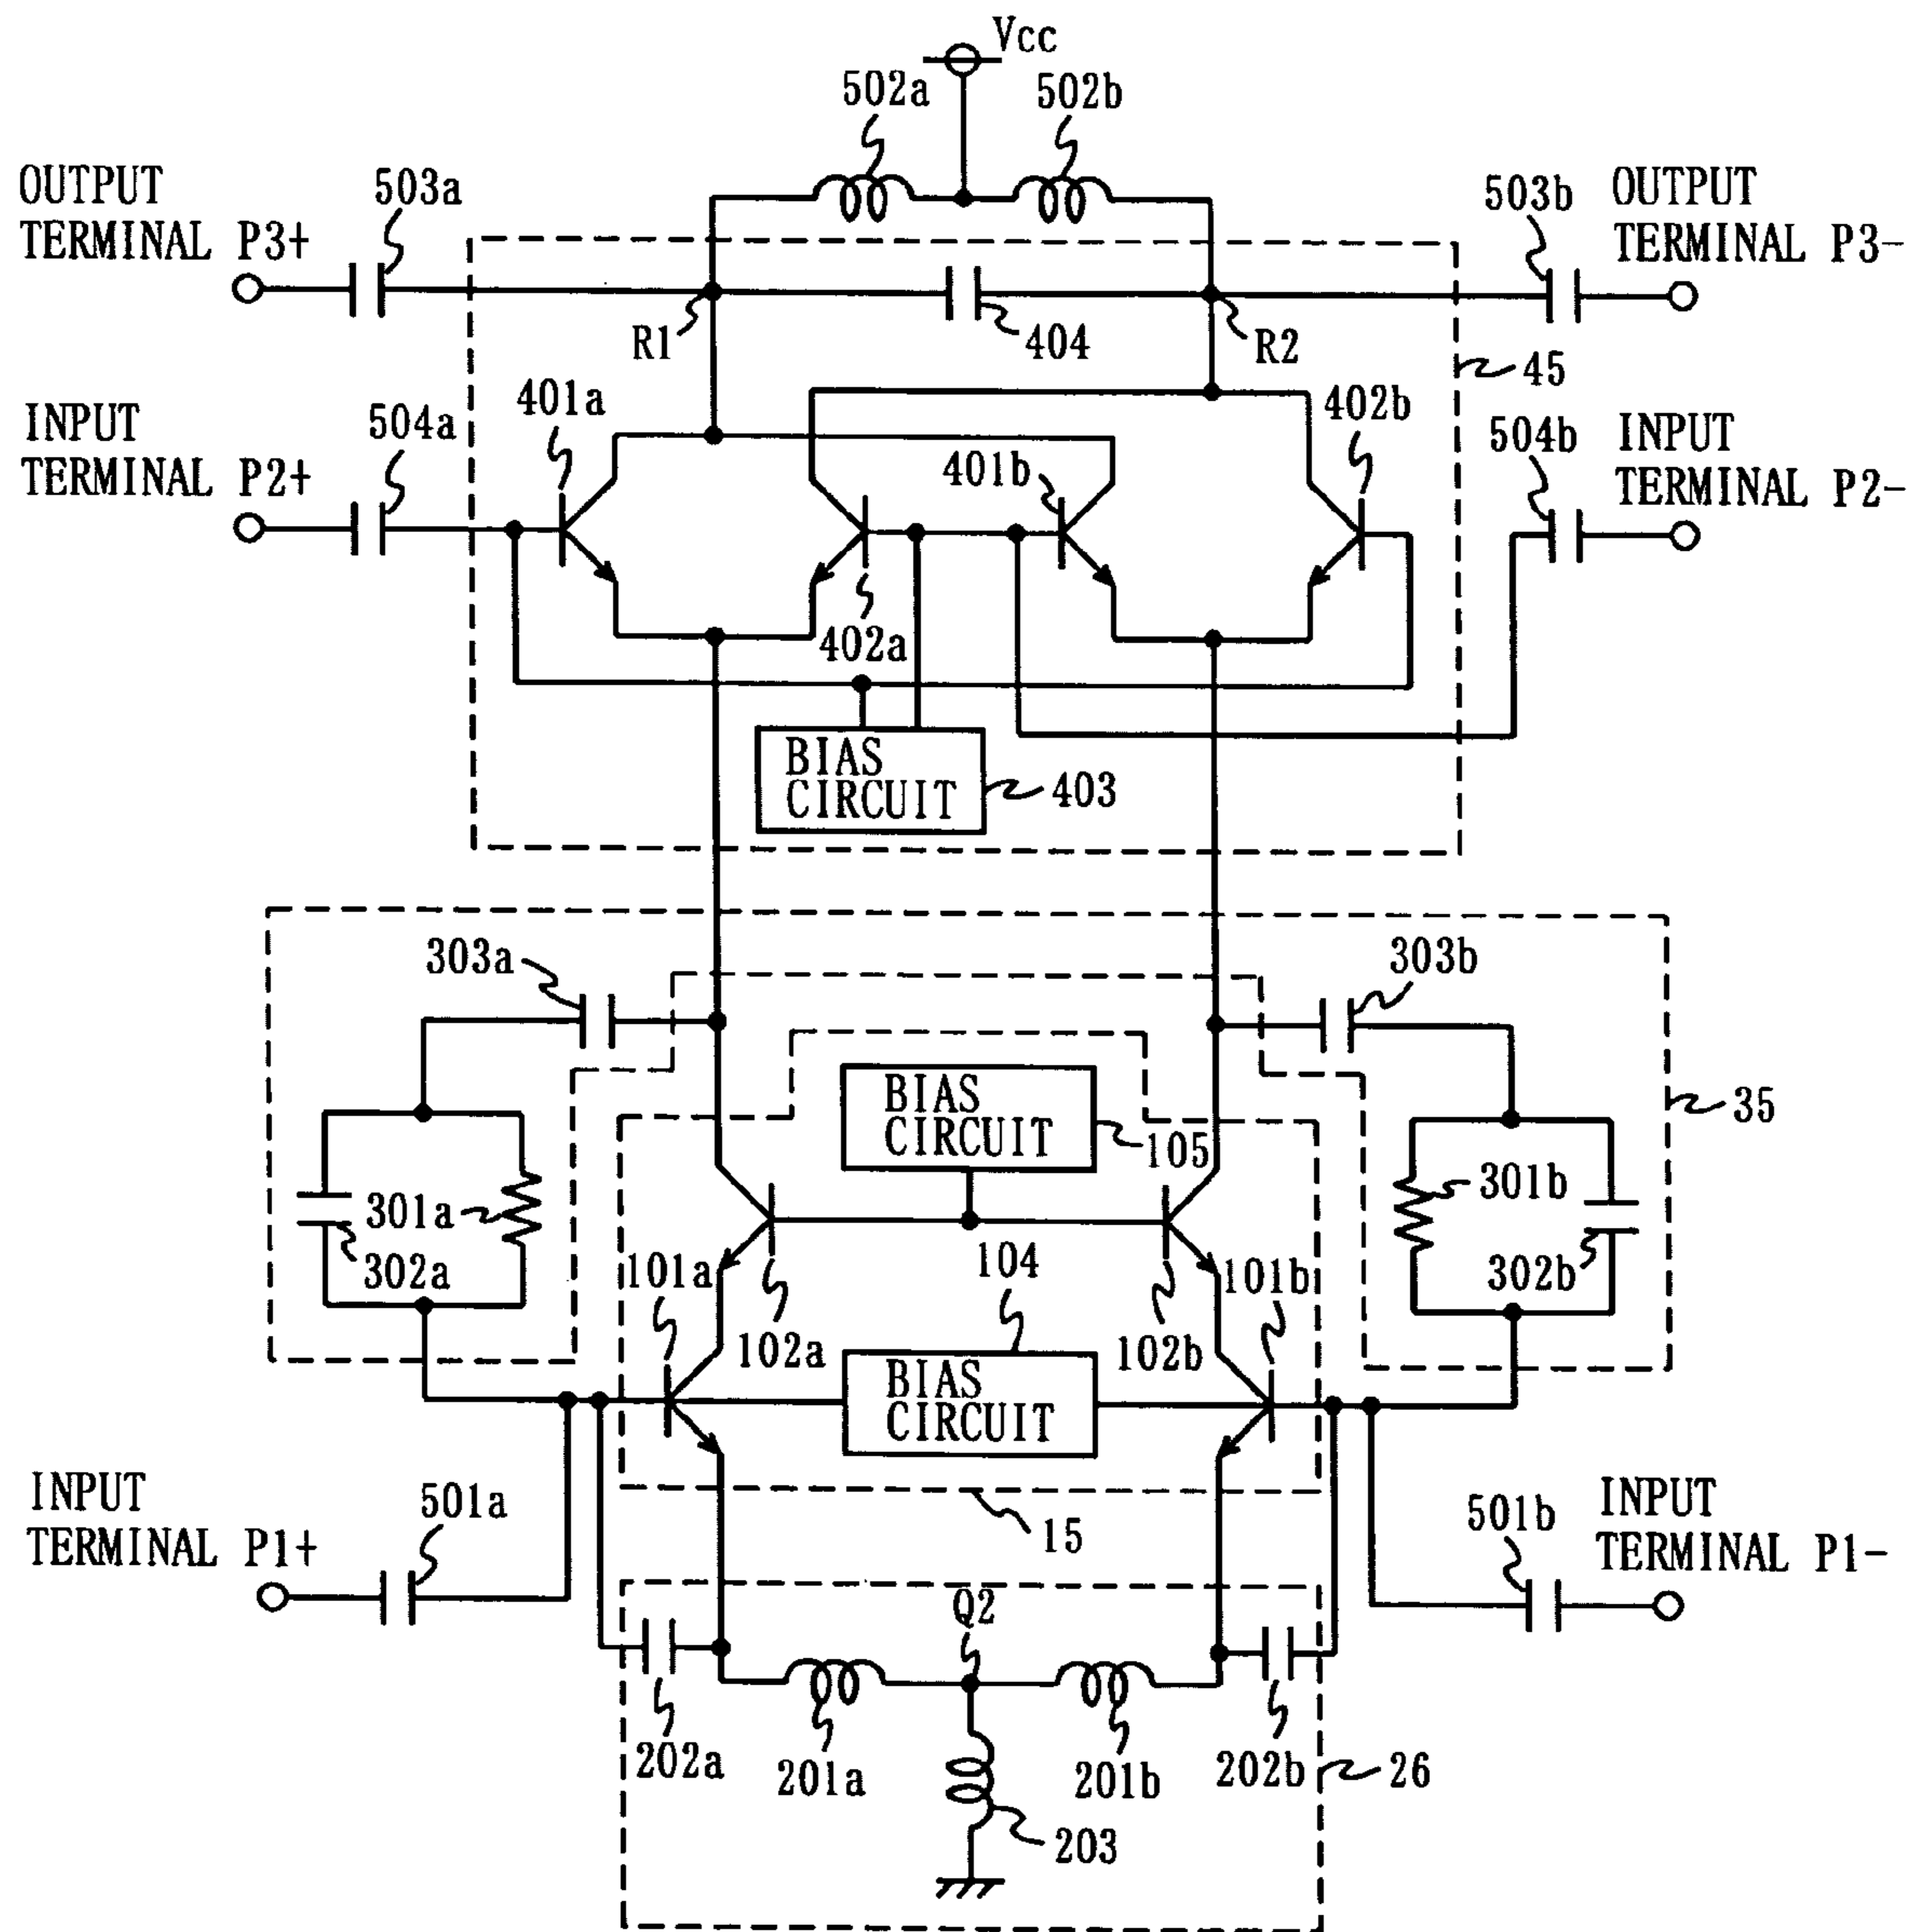 Vcc
502a
502b
OUTPUT
TERMINAL P3+
503a
503b
OUTPUT
TERMINAL P3-
R1
404
R2
45
INPUT
TERMINAL P2+
504a
401a
401b
402b
504b
INPUT
TERMINAL P2-
402a
BIAS
CIRCUIT
403
303a
303b
BIAS
CIRCUIT
105
35
301a
302a
301b
302b
101a
102a
104
102b
101b
BIAS
CIRCUIT
INPUT
TERMINAL P1+
501a
15
501b
INPUT
TERMINAL P1-
Q2
202a
201a
201b
202b
26
203